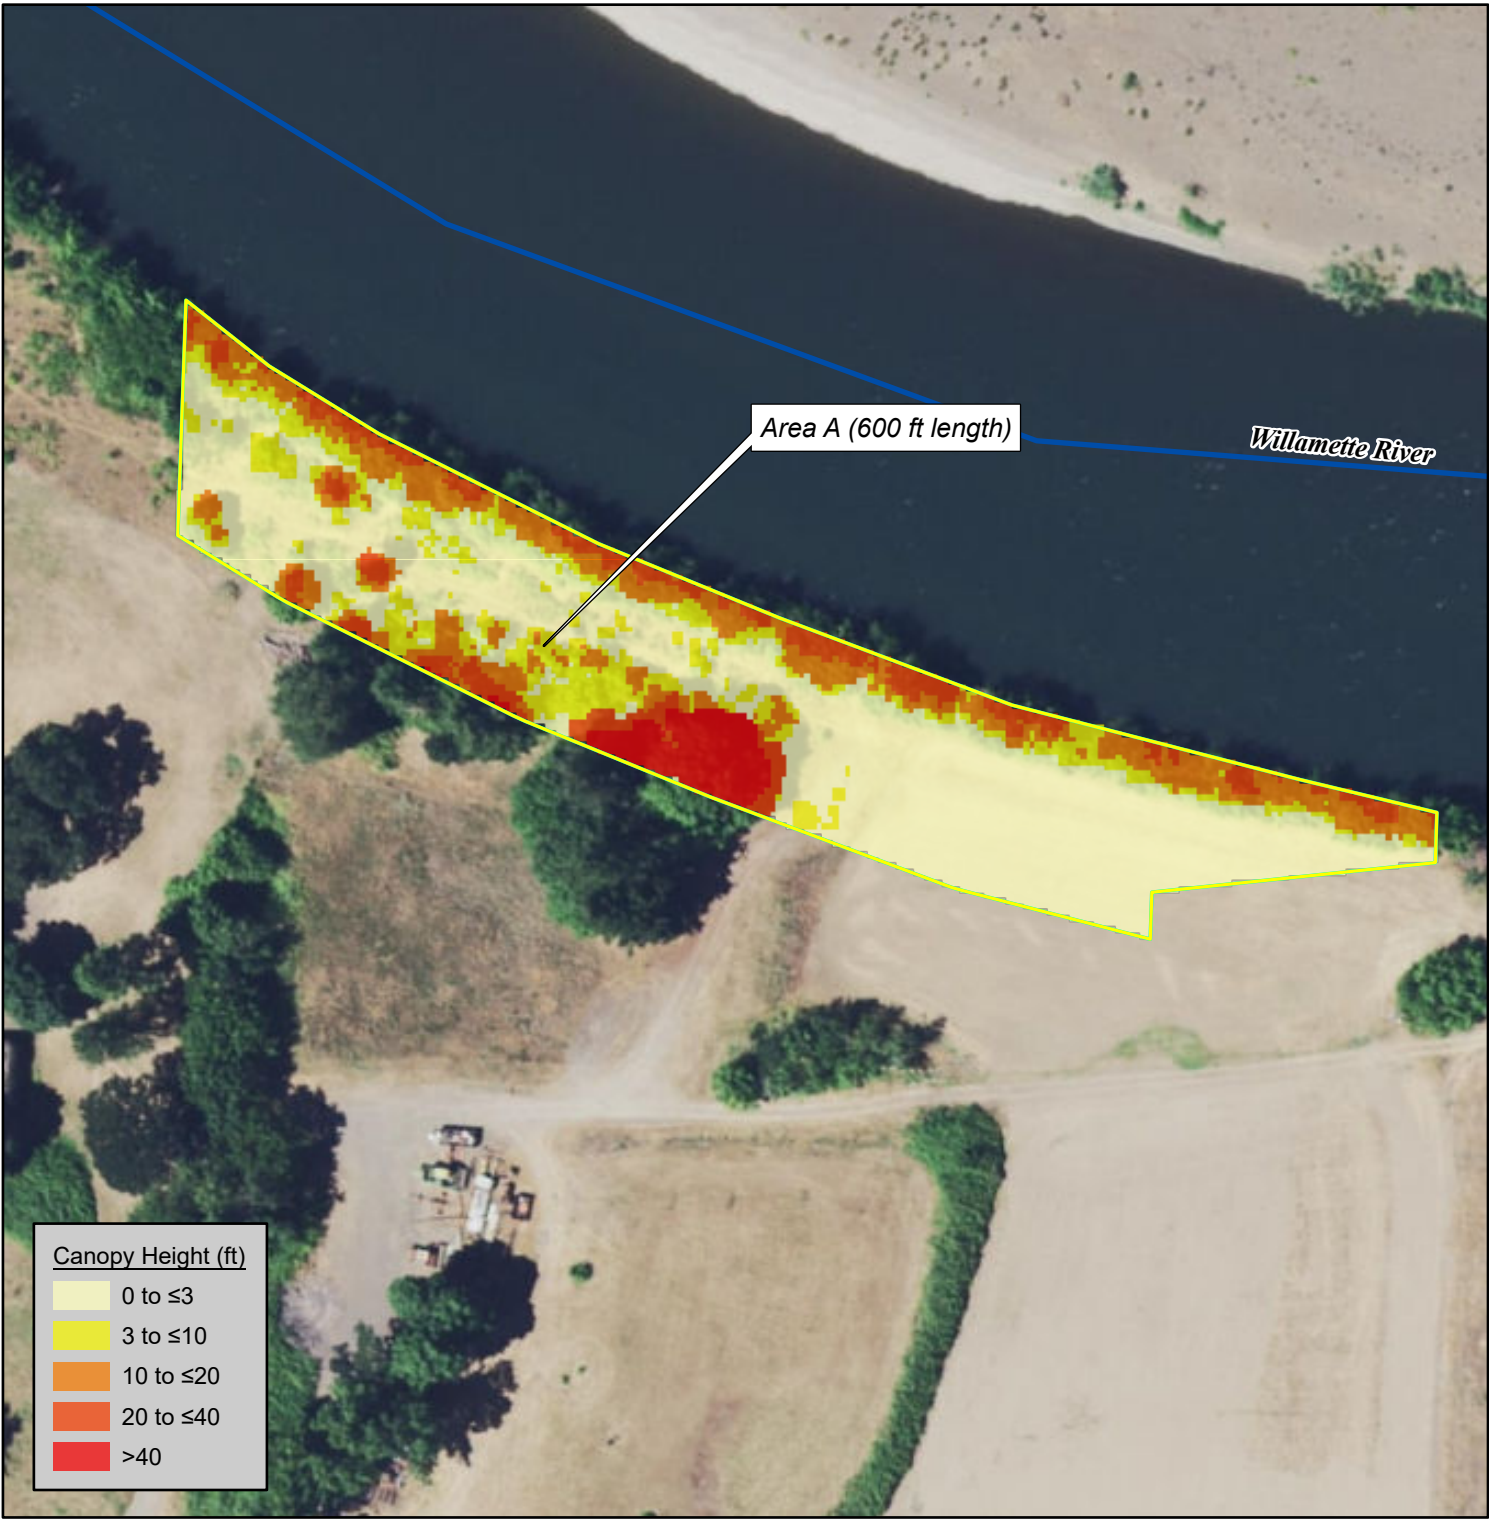 Area A (600 ft length)
Willamette River
Canopy Height (ft)
0 to ≤3
3 to ≤10
10 to ≤20
20 to ≤40
>40